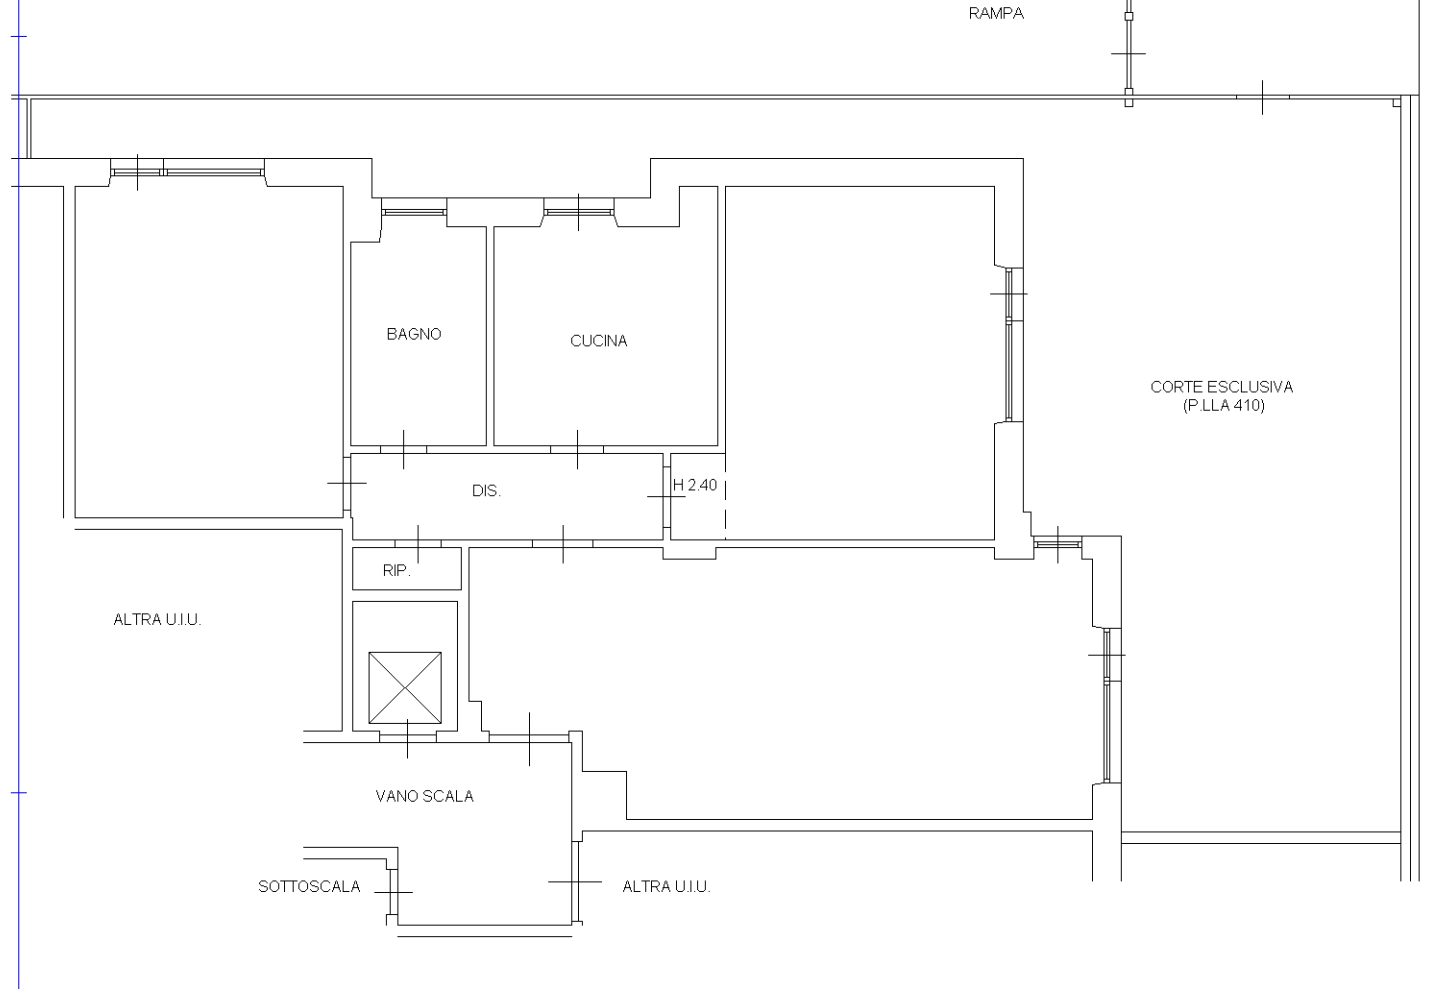 RAMPA
BAGNO
CUCINA
CORTE ESCLUSIVA
(P.LLA 410)
DIS.
H 2.40
RIP.
ALTRA U.I.U.
VANO SCALA
SOTTOSCALA
ALTRA U.I.U.